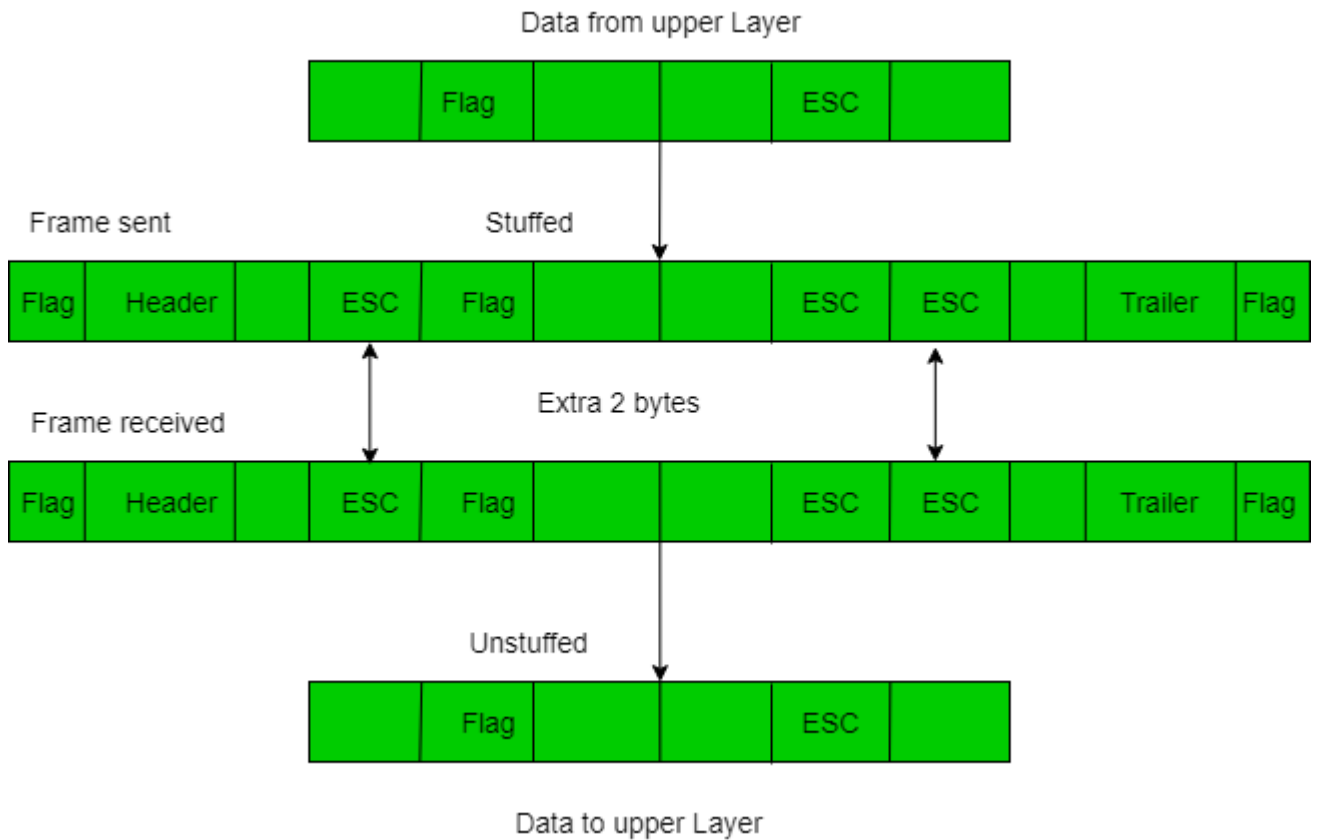 Data from upper Layer
Flag ESC
Frame sent Stuffed
Flag Header ESC Flag ESC ESC Trailer Flag
Extra 2 bytes
Frame received
Flag Header ESC Flag ESC ESC Trailer Flag
Unstuffed
Flag ESC
Data to upper Layer